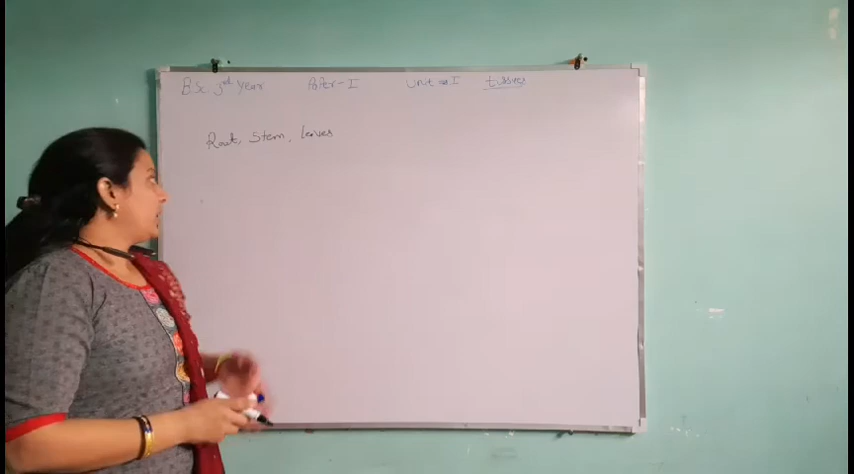 B.Sc 3rd year Paper-I Unit-I tissues
Root, Stem, leaves